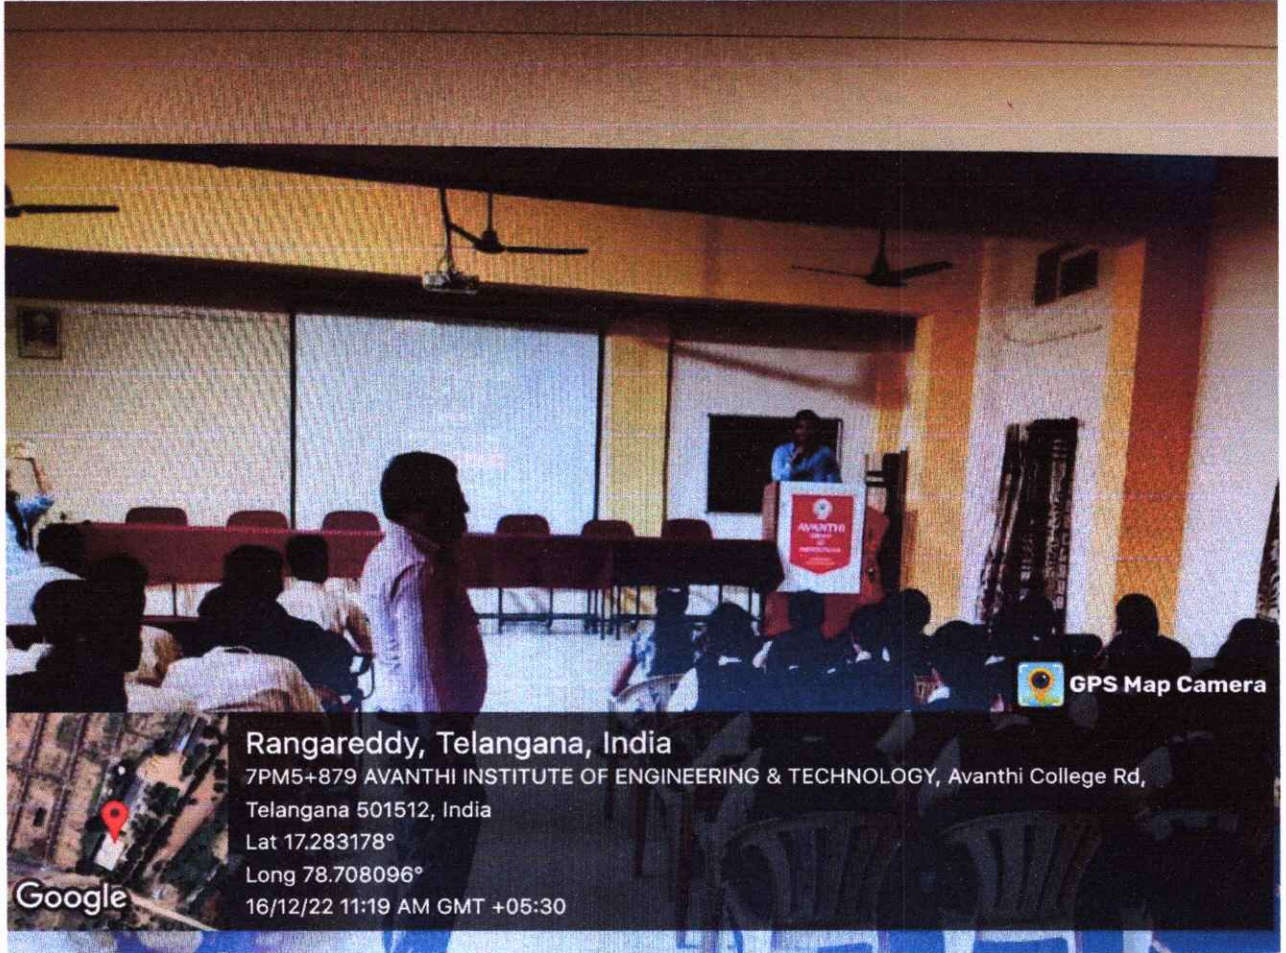 AVANTHI
GPS Map Camera
Rangareddy, Telangana, India
7PM5+879 AVANTHI INSTITUTE OF ENGINEERING & TECHNOLOGY, Avanthi College Rd,
Telangana 501512, India
Lat 17.283178°
Long 78.708096°
16/12/22 11:19 AM GMT +05:30
Google